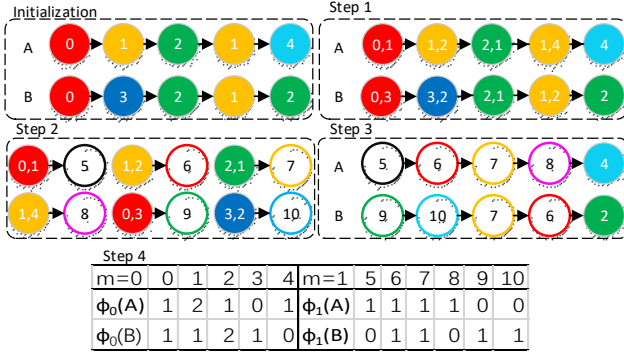 Initialization
A 0 1 2 1 4
B 0 3 2 1 2
Step 1
A 0,1 1,2 2,1 1,4 4
B 0,3 3,2 2,1 1,2 2
Step 2
0,1 5 1,2 6 2,1 7
1,4 8 0,3 9 3,2 10
Step 3
A 5 6 7 8 4
B 9 10 7 6 2
Step 4
m=0 0 1 2 3 4 m=1 5 6 7 8 9 10
ϕ₀(A) 1 2 1 0 1 ϕ₁(A) 1 1 1 1 0 0
ϕ₀(B) 1 1 2 1 0 ϕ₁(B) 0 1 1 0 1 1